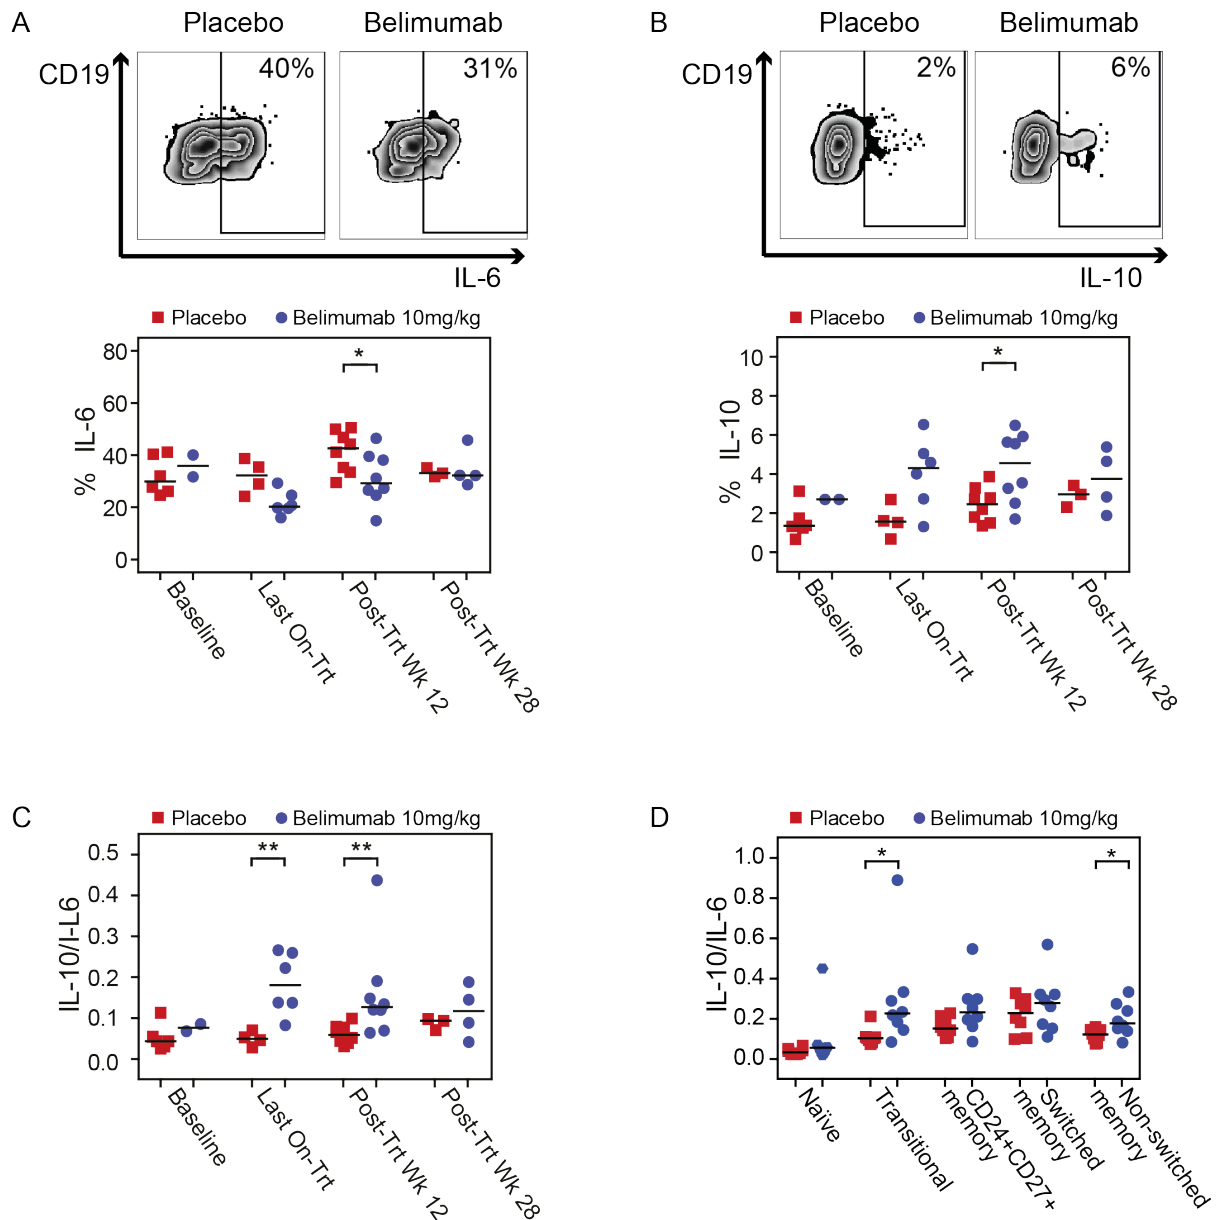 A
Placebo
Belimumab
CD19
40%
31%
IL-6
Placebo
Belimumab 10mg/kg
% IL-6
80
60
40
20
0
*
Baseline
Last On-Trt
Post-Trt Wk 12
Post-Trt Wk 28
B
Placebo
Belimumab
CD19
2%
6%
IL-10
Placebo
Belimumab 10mg/kg
% IL-10
10
8
6
4
2
0
*
Baseline
Last On-Trt
Post-Trt Wk 12
Post-Trt Wk 28
C
Placebo
Belimumab 10mg/kg
IL-10/I-L6
0.5
0.4
0.3
0.2
0.1
0.0
**
**
Baseline
Last On-Trt
Post-Trt Wk 12
Post-Trt Wk 28
D
Placebo
Belimumab 10mg/kg
IL-10/IL-6
1.0
0.8
0.6
0.4
0.2
0.0
*
*
Naïve
Transitional
CD24+CD27+
memory
Switched
memory
Non-switched
memory